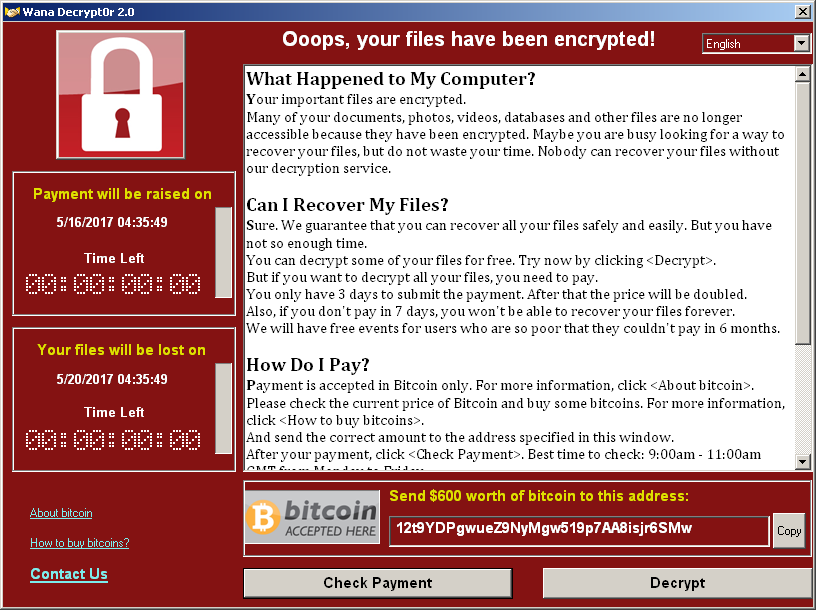 Wana Decrypt0r 2.0
Ooops, your files have been encrypted!
English
What Happened to My Computer?
Your important files are encrypted.
Many of your documents, photos, videos, databases and other files are no longer
accessible because they have been encrypted. Maybe you are busy looking for a way to
recover your files, but do not waste your time. Nobody can recover your files without
our decryption service.
Can I Recover My Files?
Sure. We guarantee that you can recover all your files safely and easily. But you have
not so enough time.
You can decrypt some of your files for free. Try now by clicking <Decrypt>.
But if you want to decrypt all your files, you need to pay.
You only have 3 days to submit the payment. After that the price will be doubled.
Also, if you don't pay in 7 days, you won't be able to recover your files forever.
We will have free events for users who are so poor that they couldn't pay in 6 months.
How Do I Pay?
Payment is accepted in Bitcoin only. For more information, click <About bitcoin>.
Please check the current price of Bitcoin and buy some bitcoins. For more information,
click <How to buy bitcoins>.
And send the correct amount to the address specified in this window.
After your payment, click <Check Payment>. Best time to check: 9:00am - 11:00am
GMT from Monday to Friday.
Payment will be raised on
5/16/2017 04:35:49
Time Left
00:00:00:00
Your files will be lost on
5/20/2017 04:35:49
Time Left
00:00:00:00
About bitcoin
How to buy bitcoins?
Contact Us
bitcoin
ACCEPTED HERE
Send $600 worth of bitcoin to this address:
12t9YDPgwueZ9NyMgw519p7AA8isjr6SMw
Copy
Check Payment
Decrypt